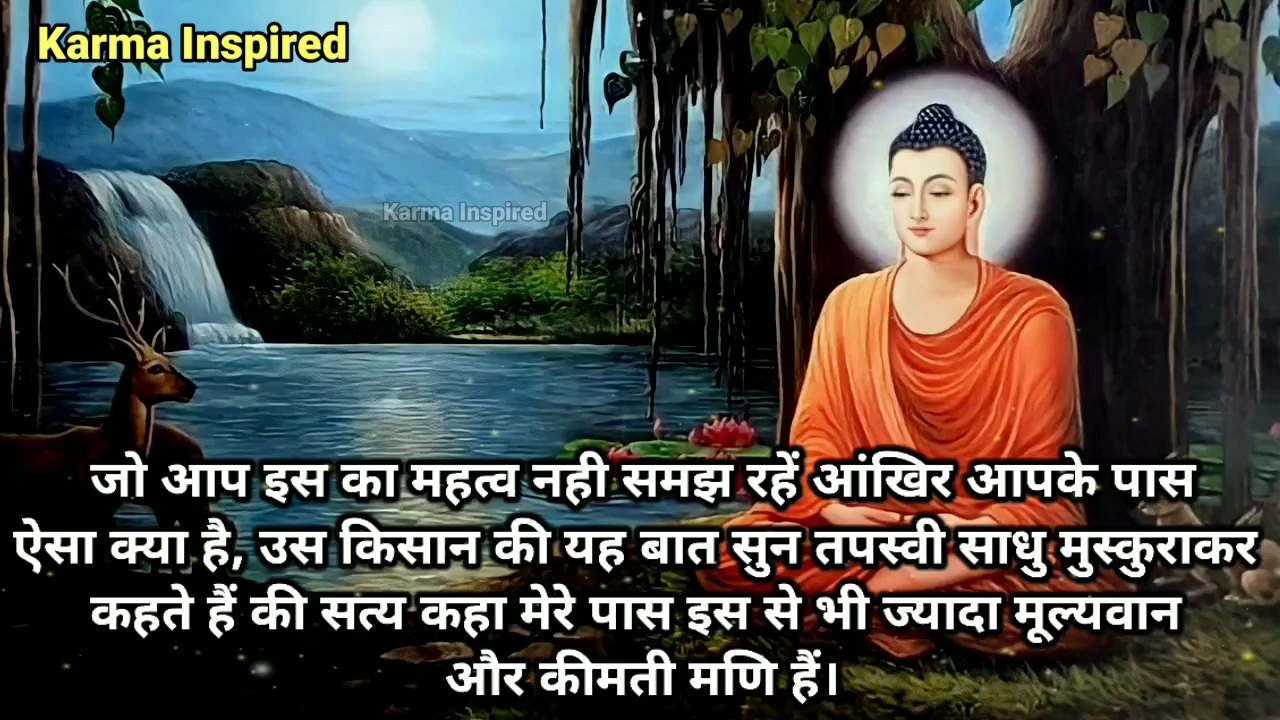 Karma Inspired
Karma Inspired
जो आप इस का महत्व नही समझ रहें आंखिर आपके पास
ऐसा क्या है, उस किसान की यह बात सुन तपस्वी साधु मुस्कुराकर
कहते हैं की सत्य कहा मेरे पास इस से भी ज्यादा मूल्यवान
और कीमती मणि हैं।